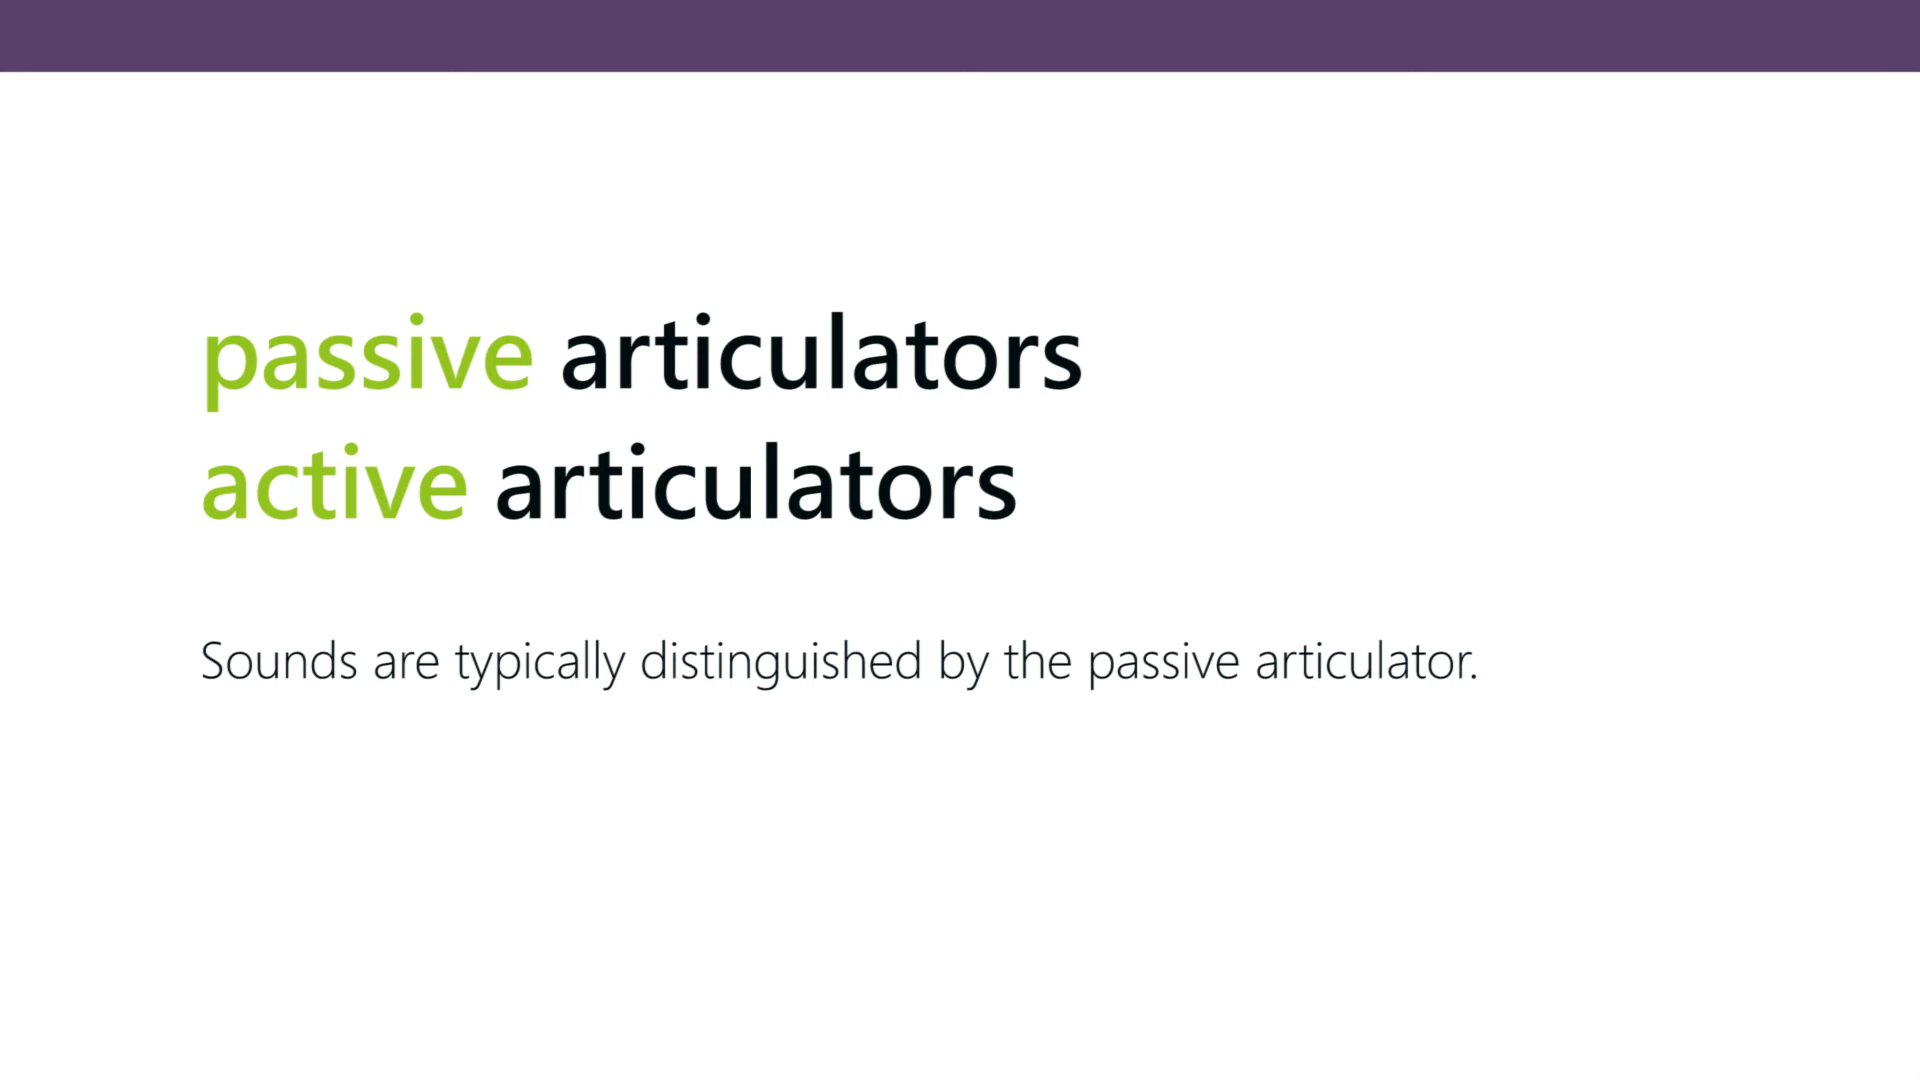 passive articulators
active articulators
Sounds are typically distinguished by the passive articulator.